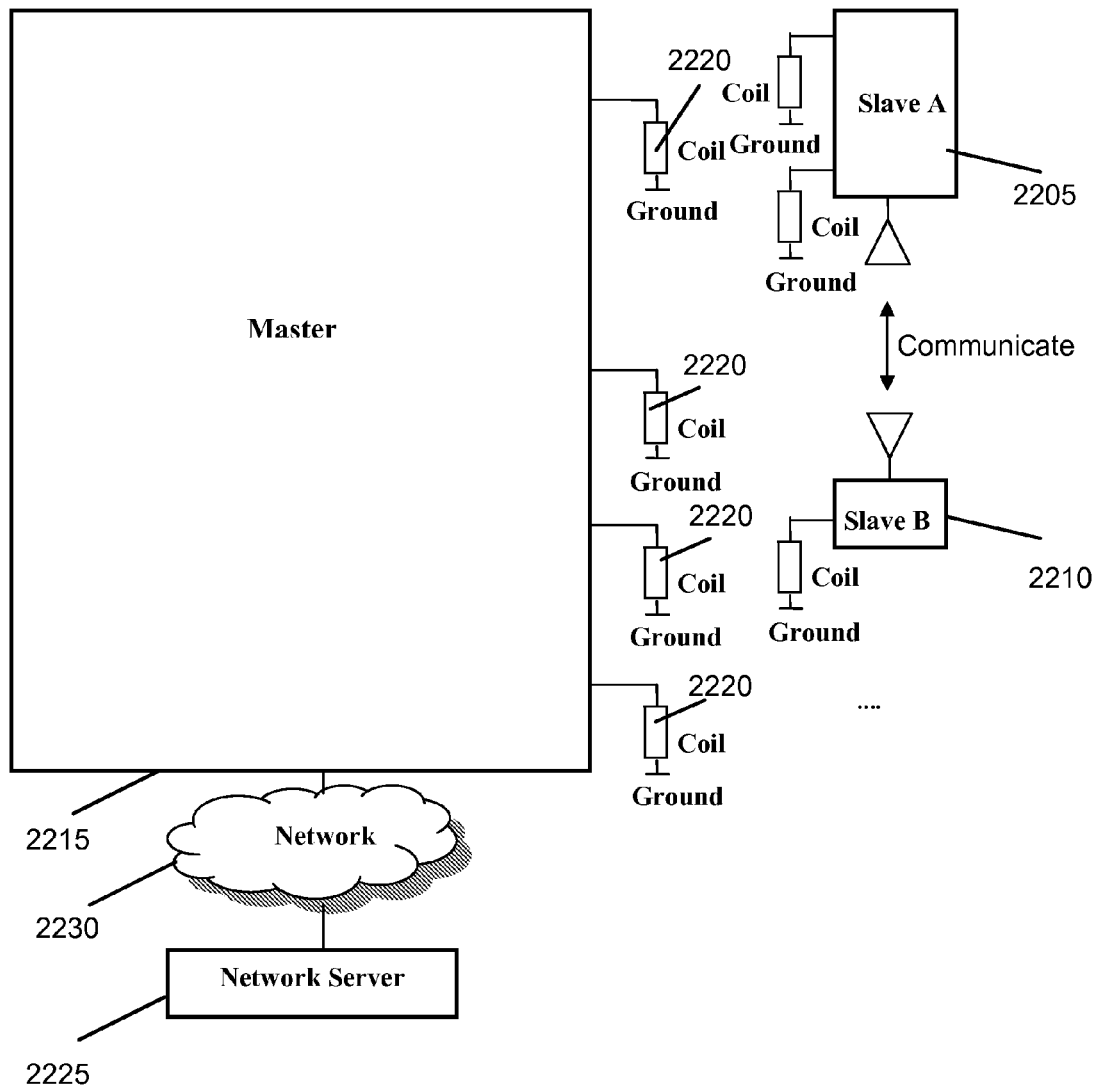 2220
Coil
Slave A
Coil
Ground
Ground
2205
Coil
Ground
Master
Communicate
2220
Coil
Ground
2220
Slave B
Coil
Coil
2210
Ground
Ground
2220
....
Coil
Ground
2215
Network
2230
Network Server
2225